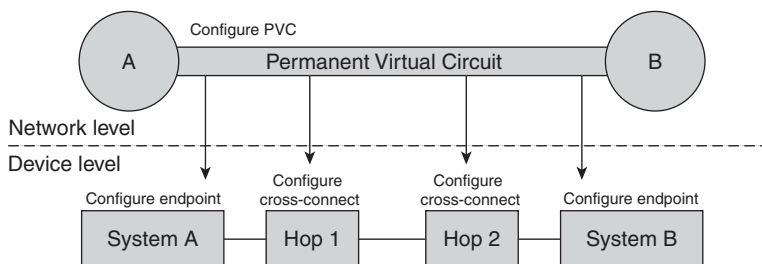 Configure PVC
A
Permanent Virtual Circuit
B
Network level
Device level
Configure endpoint
Configure
cross-connect
Configure
cross-connect
Configure endpoint
System A
Hop 1
Hop 2
System B